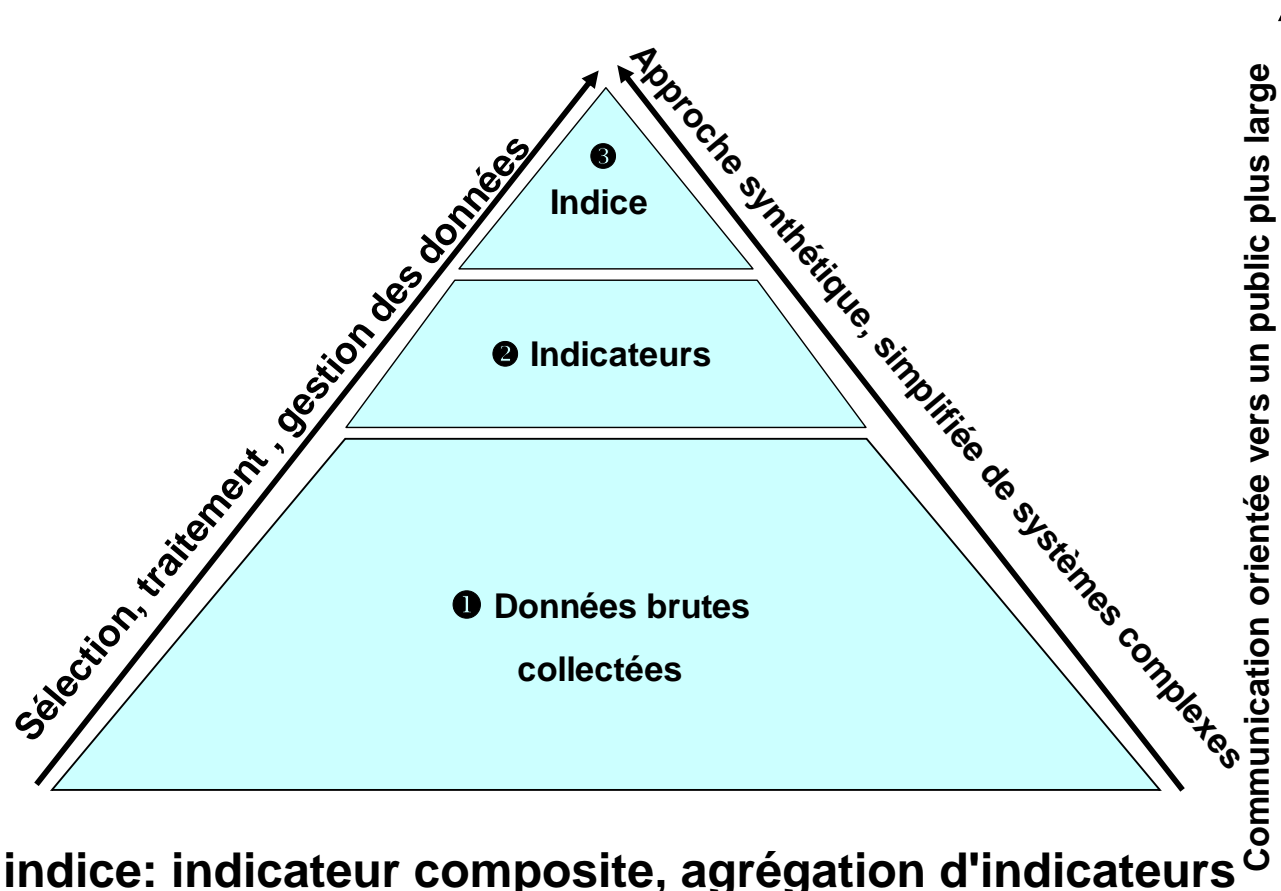 Sélection, traitement , gestion des données
Approche synthétique, simplifiée de systèmes complexes
Communication orientée vers un public plus large
❸
Indice
❷ Indicateurs
❶ Données brutes
collectées
indice: indicateur composite, agrégation d'indicateurs